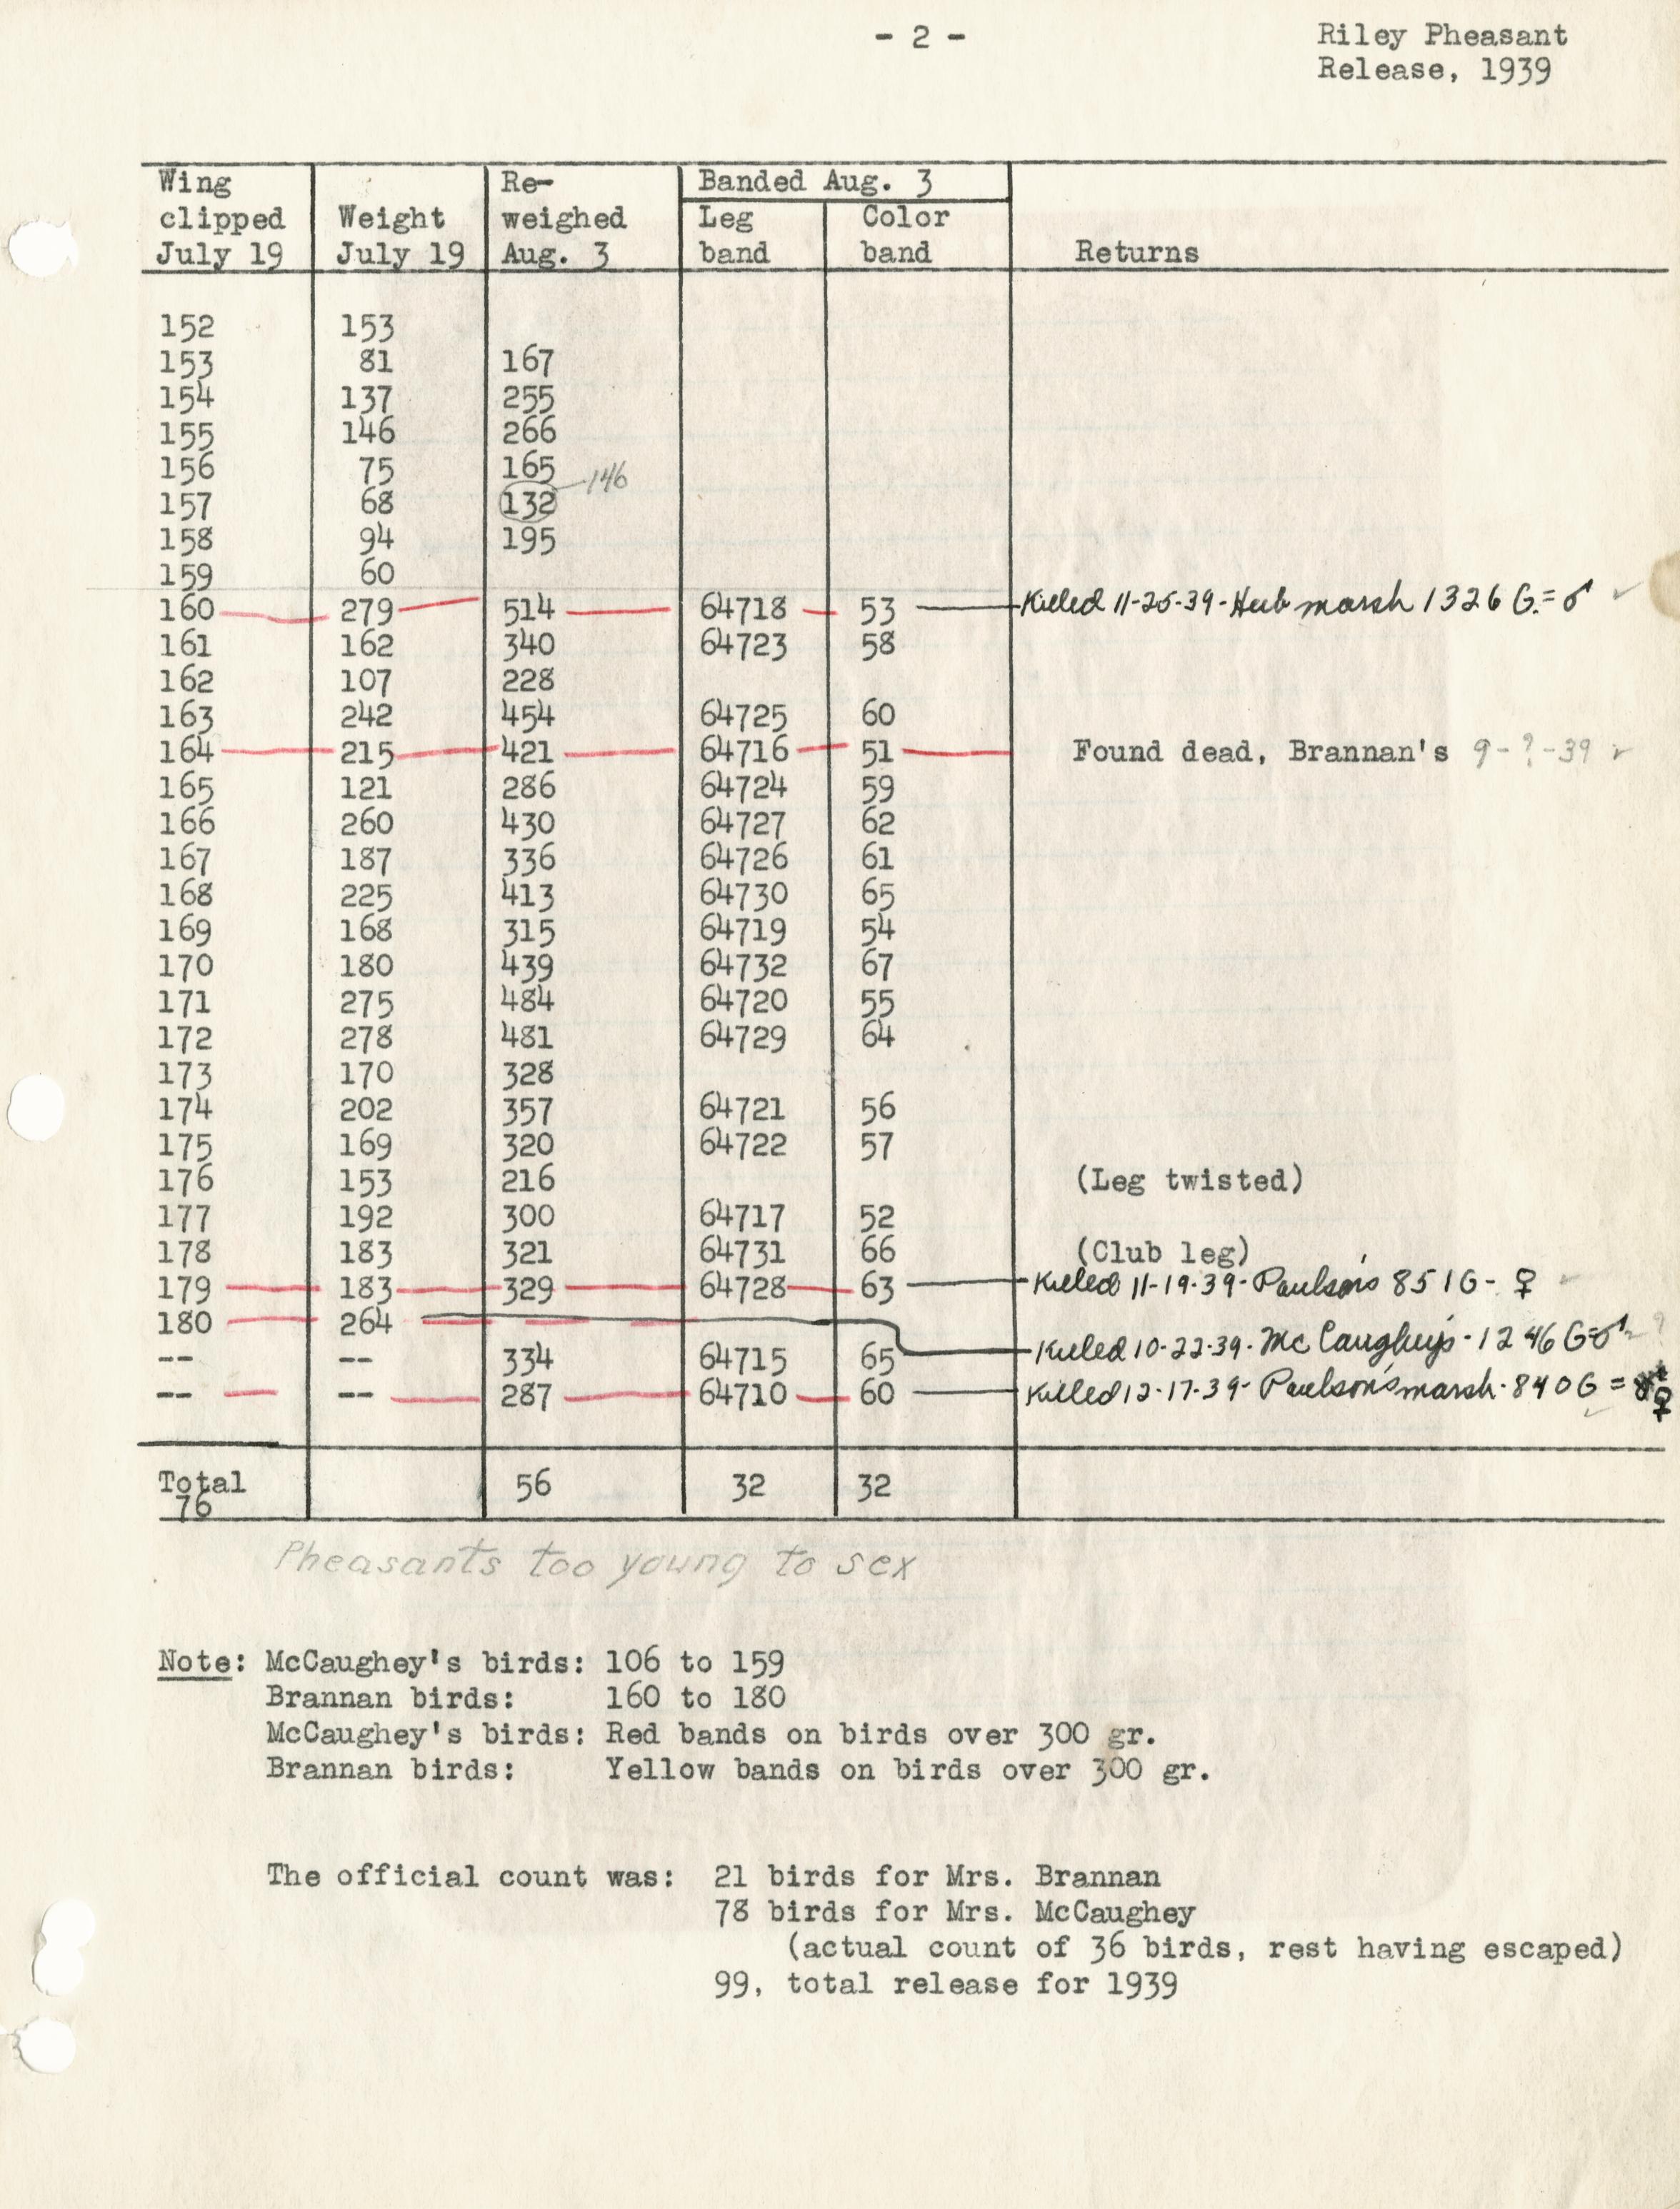 - 2 -
Riley Pheasant
Release, 1939
Wing clipped July 19 Weight July 19 Re-weighed Aug. 3 Banded Aug. 3 Leg band Color band Returns
152 153
153 81 167
154 137 255
155 146 266
156 75 165
157 68 132 146
158 94 195
159 60
160 279 514 64718 53 Killed 11-25-39-Hub marsh 1326 G.=♂
161 162 340 64723 58
162 107 228
163 242 454 64725 60
164 215 421 64716 51 Found dead, Brannan's 9-?-39
165 121 286 64724 59
166 260 430 64727 62
167 187 336 64726 61
168 225 413 64730 65
169 168 315 64719 54
170 180 439 64732 67
171 275 484 64720 55
172 278 481 64729 64
173 170 328
174 202 357 64721 56
175 169 320 64722 57
176 153 216 (Leg twisted)
177 192 300 64717 52
178 183 321 64731 66 (Club leg)
179 183 329 64728 63 Killed 11-19-39-Paulson's 851G-♀
180 264 Killed 10-22-39-McCaughey's-1246G=♂ ?
-- -- 334 64715 65
-- -- 287 64710 60 Killed 12-17-39-Paulson's marsh-840G = ♀
Total 76 56 32 32
Pheasants too young to sex
Note: McCaughey's birds: 106 to 159
Brannan birds: 160 to 180
McCaughey's birds: Red bands on birds over 300 gr.
Brannan birds: Yellow bands on birds over 300 gr.
The official count was: 21 birds for Mrs. Brannan
78 birds for Mrs. McCaughey
(actual count of 36 birds, rest having escaped)
99, total release for 1939